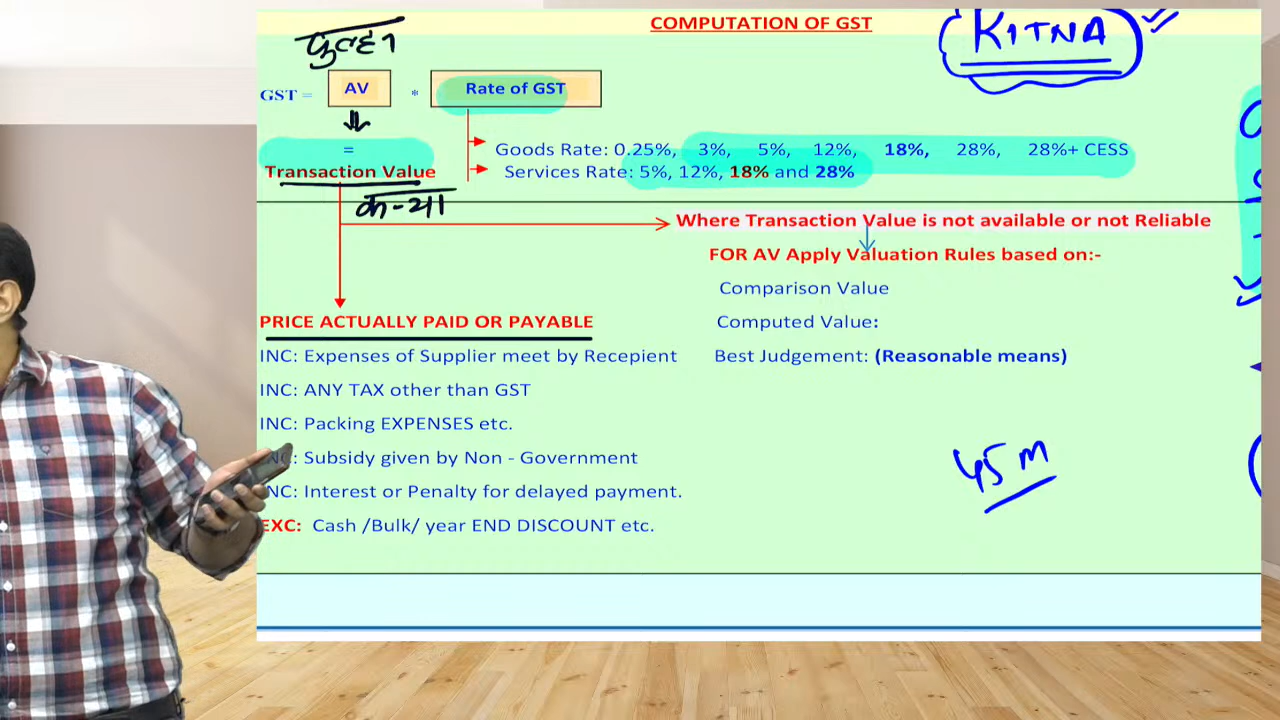 COMPUTATION OF GST
KITNA
GST = AV * Rate of GST
=
Goods Rate: 0.25%, 3%, 5%, 12%, 18%, 28%, 28%+ CESS
Transaction Value
Services Rate: 5%, 12%, 18% and 28%
Where Transaction Value is not available or not Reliable
FOR AV Apply Valuation Rules based on:-
Comparison Value
Computed Value:
Best Judgement: (Reasonable means)
PRICE ACTUALLY PAID OR PAYABLE
INC: Expenses of Supplier meet by Recepient
INC: ANY TAX other than GST
INC: Packing EXPENSES etc.
NC: Subsidy given by Non - Government
NC: Interest or Penalty for delayed payment.
EXC: Cash /Bulk/ year END DISCOUNT etc.
45 m